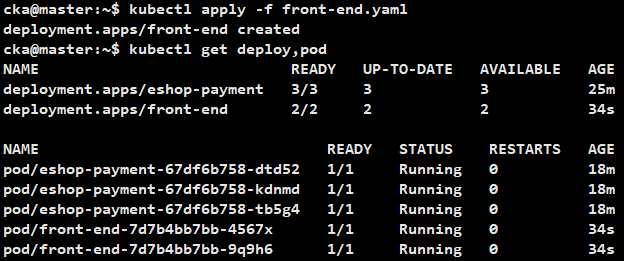 cka@master:~$ kubectl apply -f front-end.yaml
deployment.apps/front-end created
cka@master:~$ kubectl get deploy,pod
NAME READY UP-TO-DATE AVAILABLE AGE
deployment.apps/eshop-payment 3/3 3 3 25m
deployment.apps/front-end 2/2 2 2 34s
NAME READY STATUS RESTARTS AGE
pod/eshop-payment-67df6b758-dtd52 1/1 Running 0 18m
pod/eshop-payment-67df6b758-kdnmd 1/1 Running 0 18m
pod/eshop-payment-67df6b758-tb5g4 1/1 Running 0 18m
pod/front-end-7d7b4bb7bb-4567x 1/1 Running 0 34s
pod/front-end-7d7b4bb7bb-9q9h6 1/1 Running 0 34s